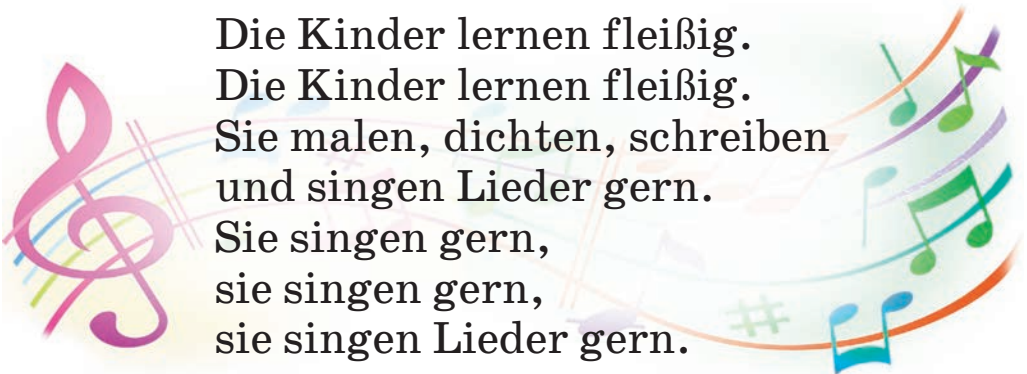 Die Kinder lernen fleißig.
Die Kinder lernen fleißig.
Sie malen, dichten, schreiben
und singen Lieder gern.
Sie singen gern,
sie singen gern,
sie singen Lieder gern.